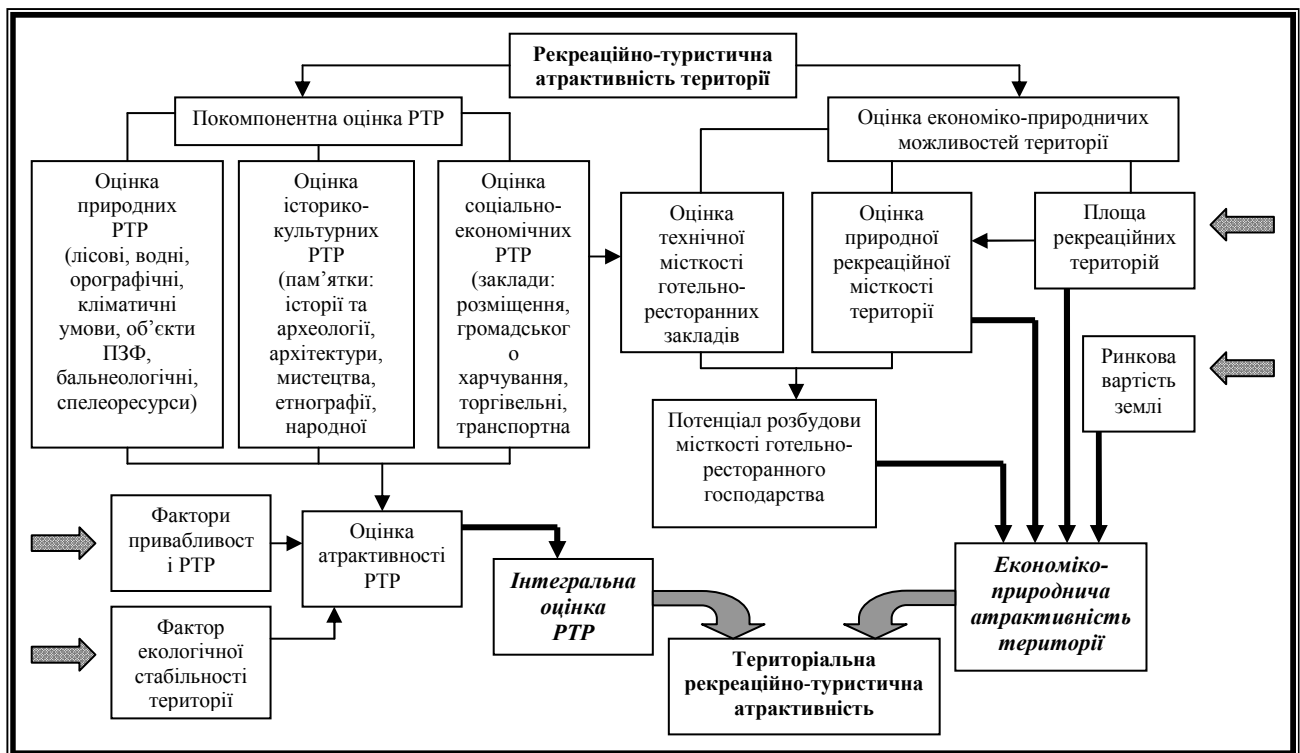 Рекреаційно-туристична
атрактивність території
Покомпонентна оцінка РТР
Оцінка економіко-природничих
можливостей території
Оцінка
природних
РТР
(лісові, водні,
орографічні,
кліматичні
умови, об’єкти
ПЗФ,
бальнеологічні,
спелеоресурси)
Оцінка
історико-
культурних
РТР
(пам’ятки:
історії та
археології,
архітектури,
мистецтва,
етнографії,
народної
Оцінка
соціально-
економічних
РТР
(заклади:
розміщення,
громадськог
о
харчування,
торгівельні,
транспортна
Оцінка
технічної
місткості
готельно-
ресторанних
закладів
Оцінка
природної
рекреаційної
місткості
території
Площа
рекреаційних
територій
Ринкова
вартість
землі
Потенціал розбудови
місткості готельно-
ресторанного
господарства
Фактори
привабливост
і РТР
Оцінка
атрактивності
РТР
Інтегральна
оцінка
РТР
Економіко-
природнича
атрактивність
території
Фактор
екологічної
стабільності
території
Територіальна
рекреаційно-туристична
атрактивність